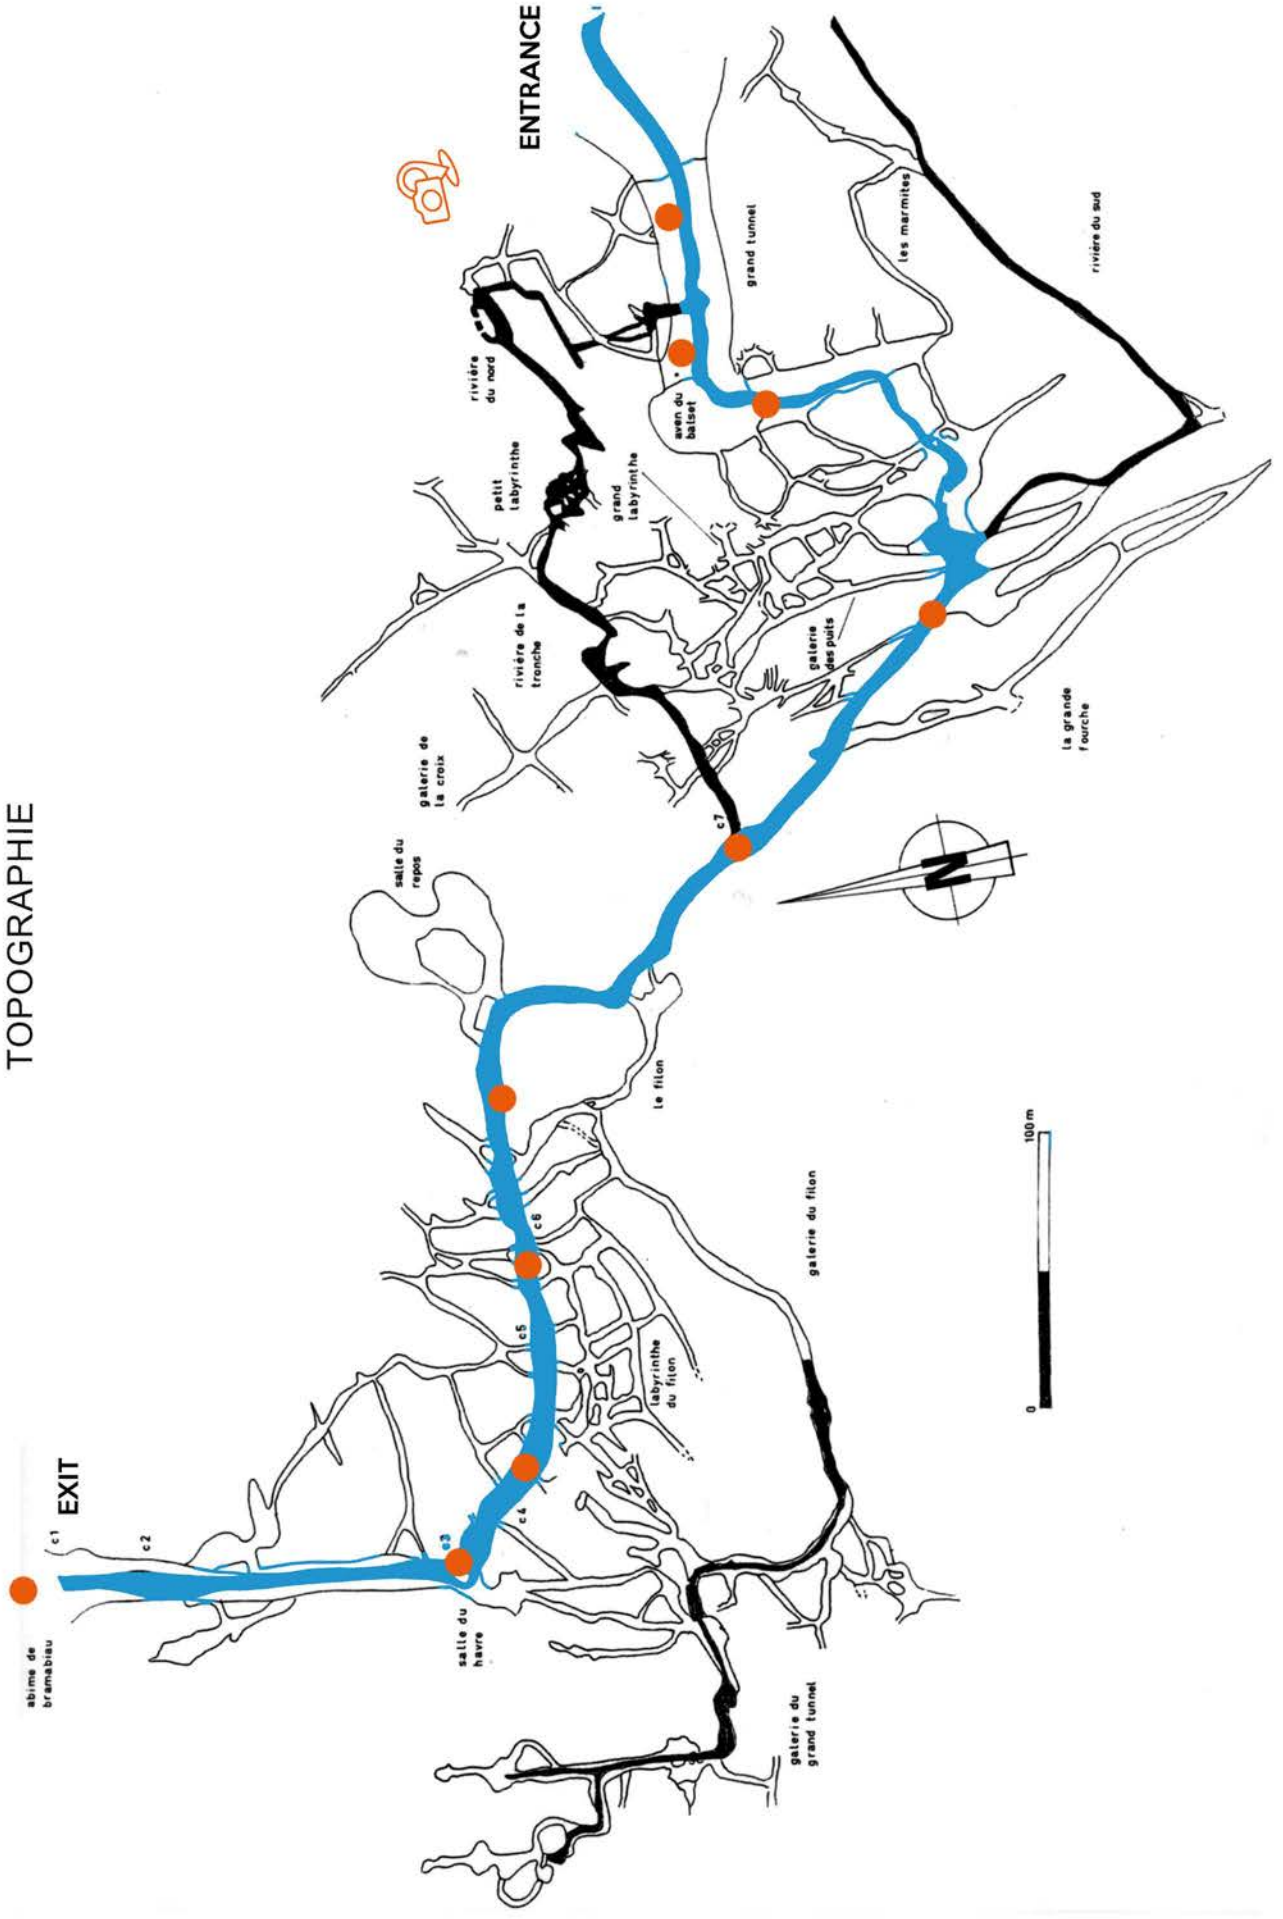 TOPOGRAPHIE
ENTRANCE
EXIT
abime de
bramabiau
c1
c2
e3
c4
c5
c6
c7
salle du
havre
galerie du
grand tunnel
labyrinthe
du filon
galerie du filon
le filon
salle du
repos
galerie de
la croix
rivière de la
tronche
petit
labyrinthe
rivière
du nord
grand
labyrinthe
aven du
balset
grand tunnel
les marmites
rivière du sud
galerie
des puits
la grande
fourche
N
0
100 m